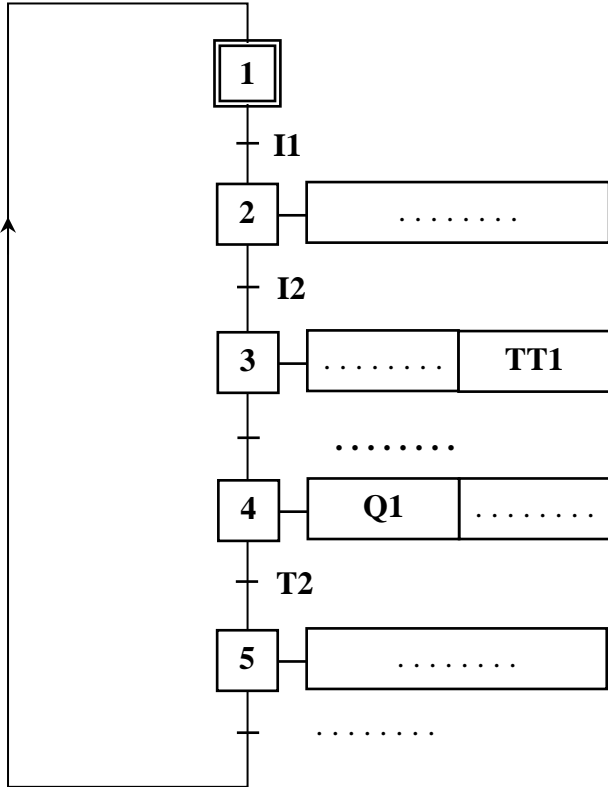 1
I1
2 . . . . . . . .
I2
3 . . . . . . . . TT1
. . . . . . . .
4 Q1 . . . . . . . .
T2
5 . . . . . . . .
. . . . . . . .